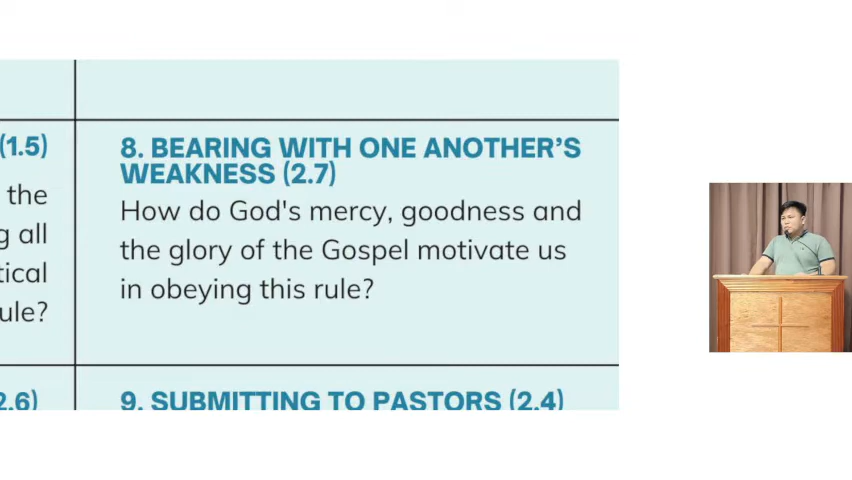 (1.5)
the
g all
tical
ule?
8. BEARING WITH ONE ANOTHER'S
WEAKNESS (2.7)
How do God's mercy, goodness and
the glory of the Gospel motivate us
in obeying this rule?
2.6)
9. SUBMITTING TO PASTORS (2.4)